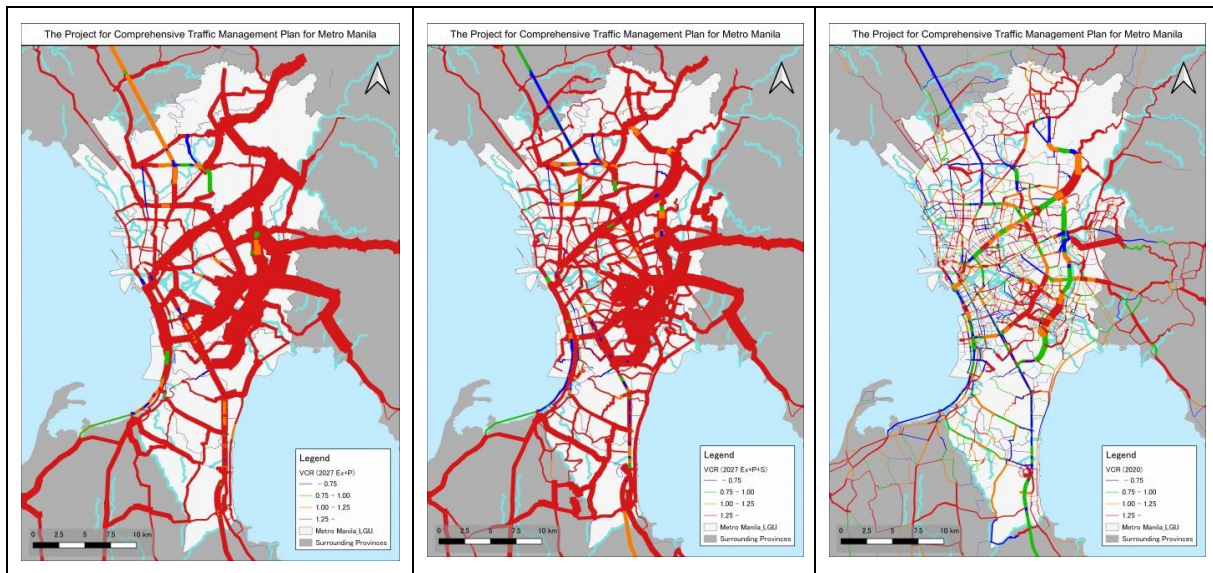 The Project for Comprehensive Traffic Management Plan for Metro Manila
Legend
VCR (2027 Ex+P)
- 0.75
0.75 - 1.00
1.00 - 1.25
1.25 -
Metro Manila_LGU
Surrounding Provinces
0 2.5 5 7.5 10 km
The Project for Comprehensive Traffic Management Plan for Metro Manila
Legend
VCR (2027 Ex+P+S)
- 0.75
0.75 - 1.00
1.00 - 1.25
1.25 -
Metro Manila_LGU
Surrounding Provinces
0 2.5 5 7.5 10 km
The Project for Comprehensive Traffic Management Plan for Metro Manila
Legend
VCR (2020)
- 0.75
0.75 - 1.00
1.00 - 1.25
1.25 -
Metro Manila_LGU
Surrounding Provinces
0 2.5 5 7.5 10 km